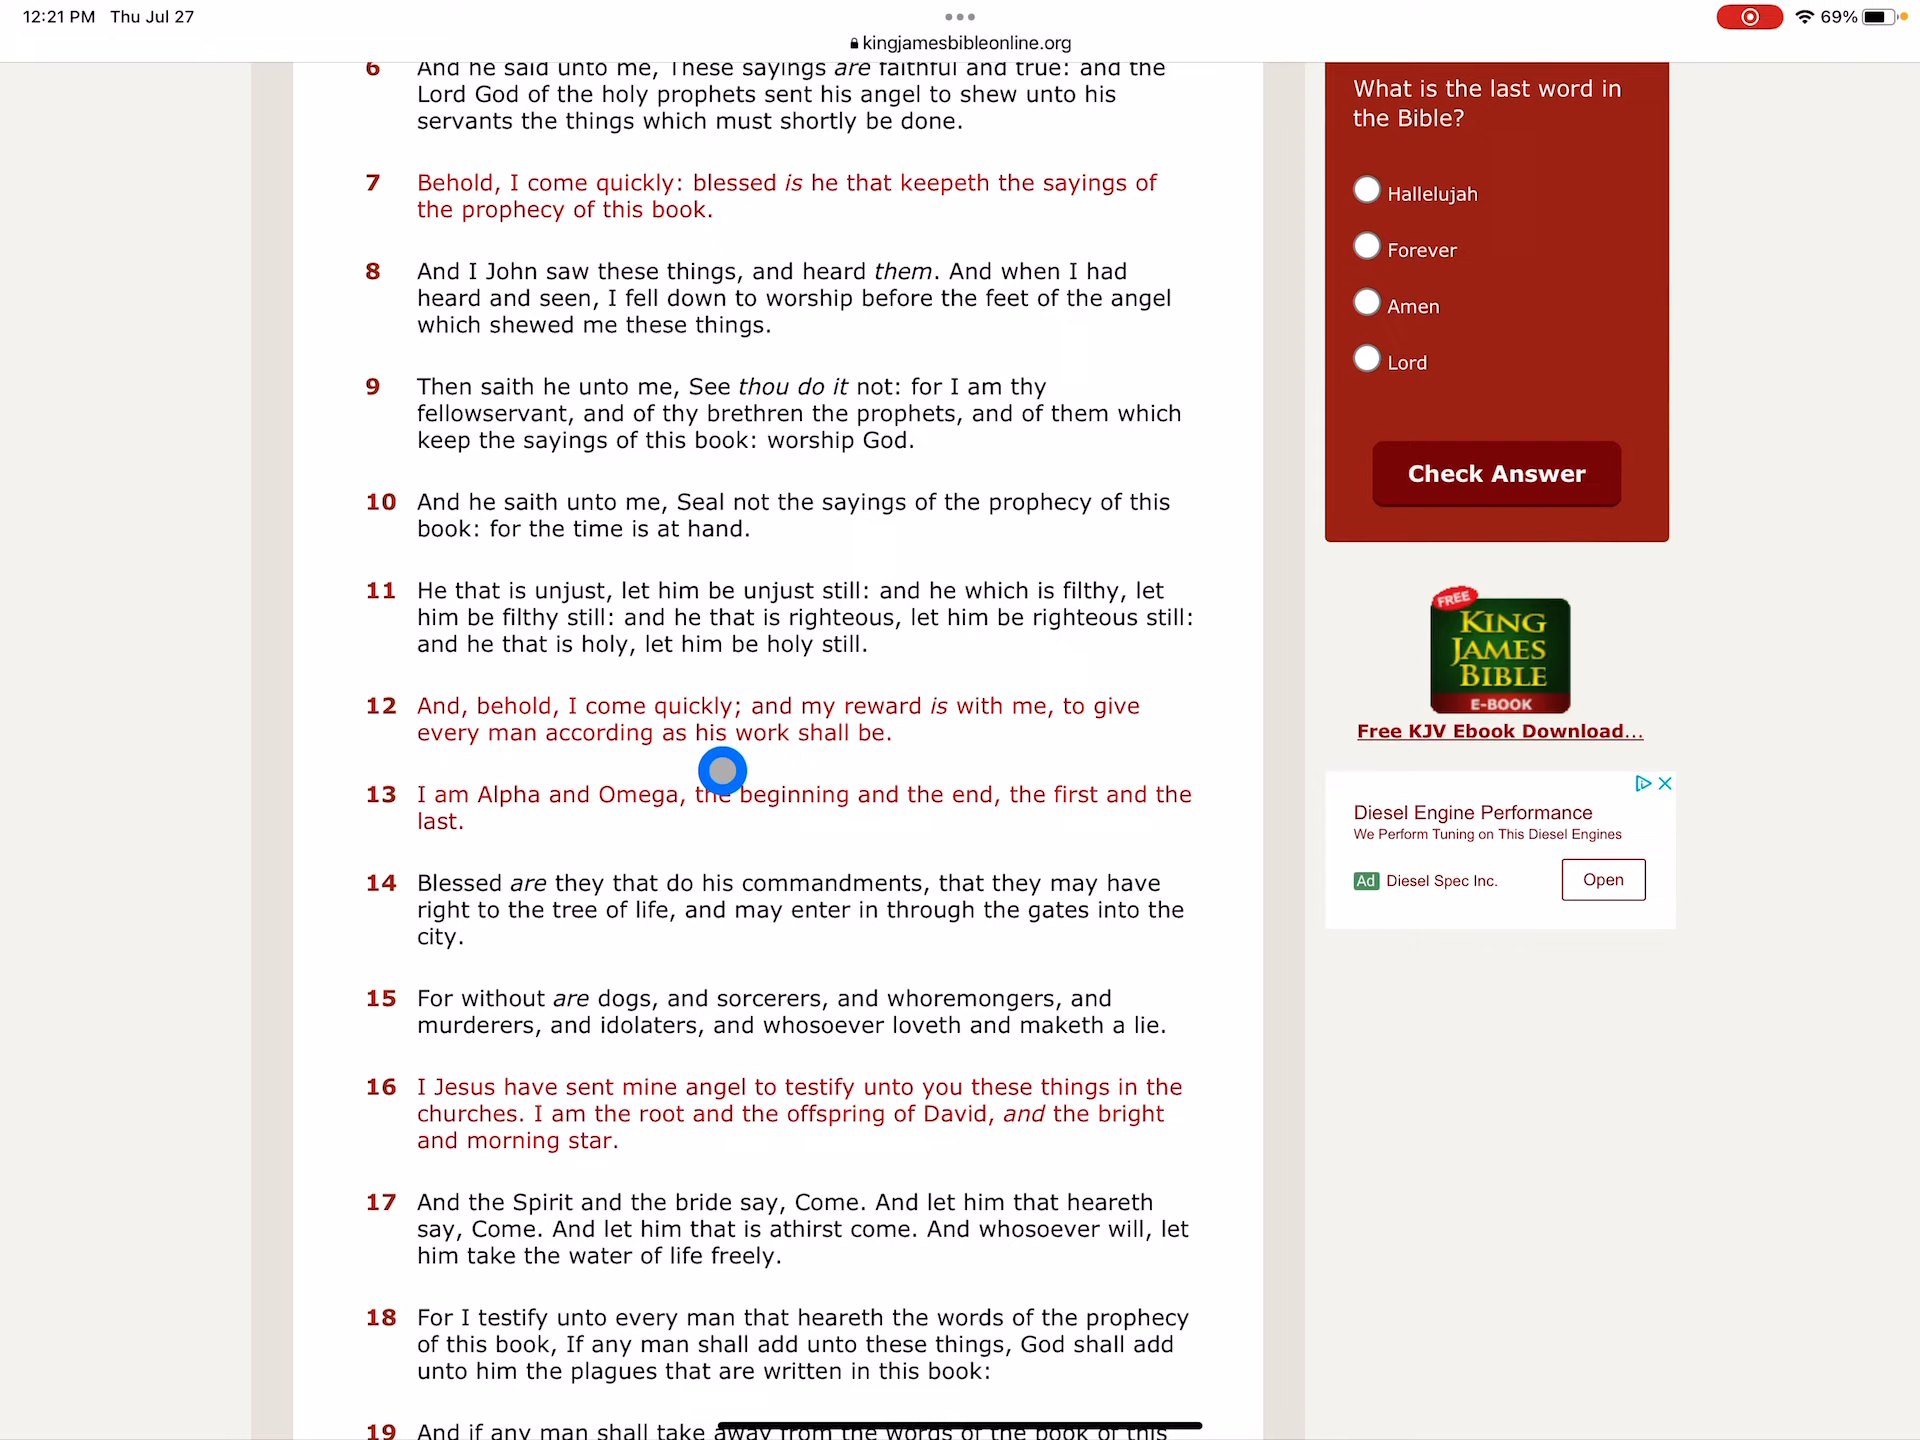 12:21 PM Thu Jul 27
69%
kingjamesbibleonline.org
6 And he said unto me, These sayings are faithful and true: and the
Lord God of the holy prophets sent his angel to shew unto his
servants the things which must shortly be done.
7 Behold, I come quickly: blessed is he that keepeth the sayings of
the prophecy of this book.
8 And I John saw these things, and heard them. And when I had
heard and seen, I fell down to worship before the feet of the angel
which shewed me these things.
9 Then saith he unto me, See thou do it not: for I am thy
fellowservant, and of thy brethren the prophets, and of them which
keep the sayings of this book: worship God.
10 And he saith unto me, Seal not the sayings of the prophecy of this
book: for the time is at hand.
11 He that is unjust, let him be unjust still: and he which is filthy, let
him be filthy still: and he that is righteous, let him be righteous still:
and he that is holy, let him be holy still.
12 And, behold, I come quickly; and my reward is with me, to give
every man according as his work shall be.
13 I am Alpha and Omega, the beginning and the end, the first and the
last.
14 Blessed are they that do his commandments, that they may have
right to the tree of life, and may enter in through the gates into the
city.
15 For without are dogs, and sorcerers, and whoremongers, and
murderers, and idolaters, and whosoever loveth and maketh a lie.
16 I Jesus have sent mine angel to testify unto you these things in the
churches. I am the root and the offspring of David, and the bright
and morning star.
17 And the Spirit and the bride say, Come. And let him that heareth
say, Come. And let him that is athirst come. And whosoever will, let
him take the water of life freely.
18 For I testify unto every man that heareth the words of the prophecy
of this book, If any man shall add unto these things, God shall add
unto him the plagues that are written in this book:
19 And if any man shall take away from the words of the book of this
What is the last word in
the Bible?
Hallelujah
Forever
Amen
Lord
Check Answer
FREE
KING
JAMES
BIBLE
E-BOOK
Free KJV Ebook Download...
Diesel Engine Performance
We Perform Tuning on This Diesel Engines
Ad Diesel Spec Inc.
Open